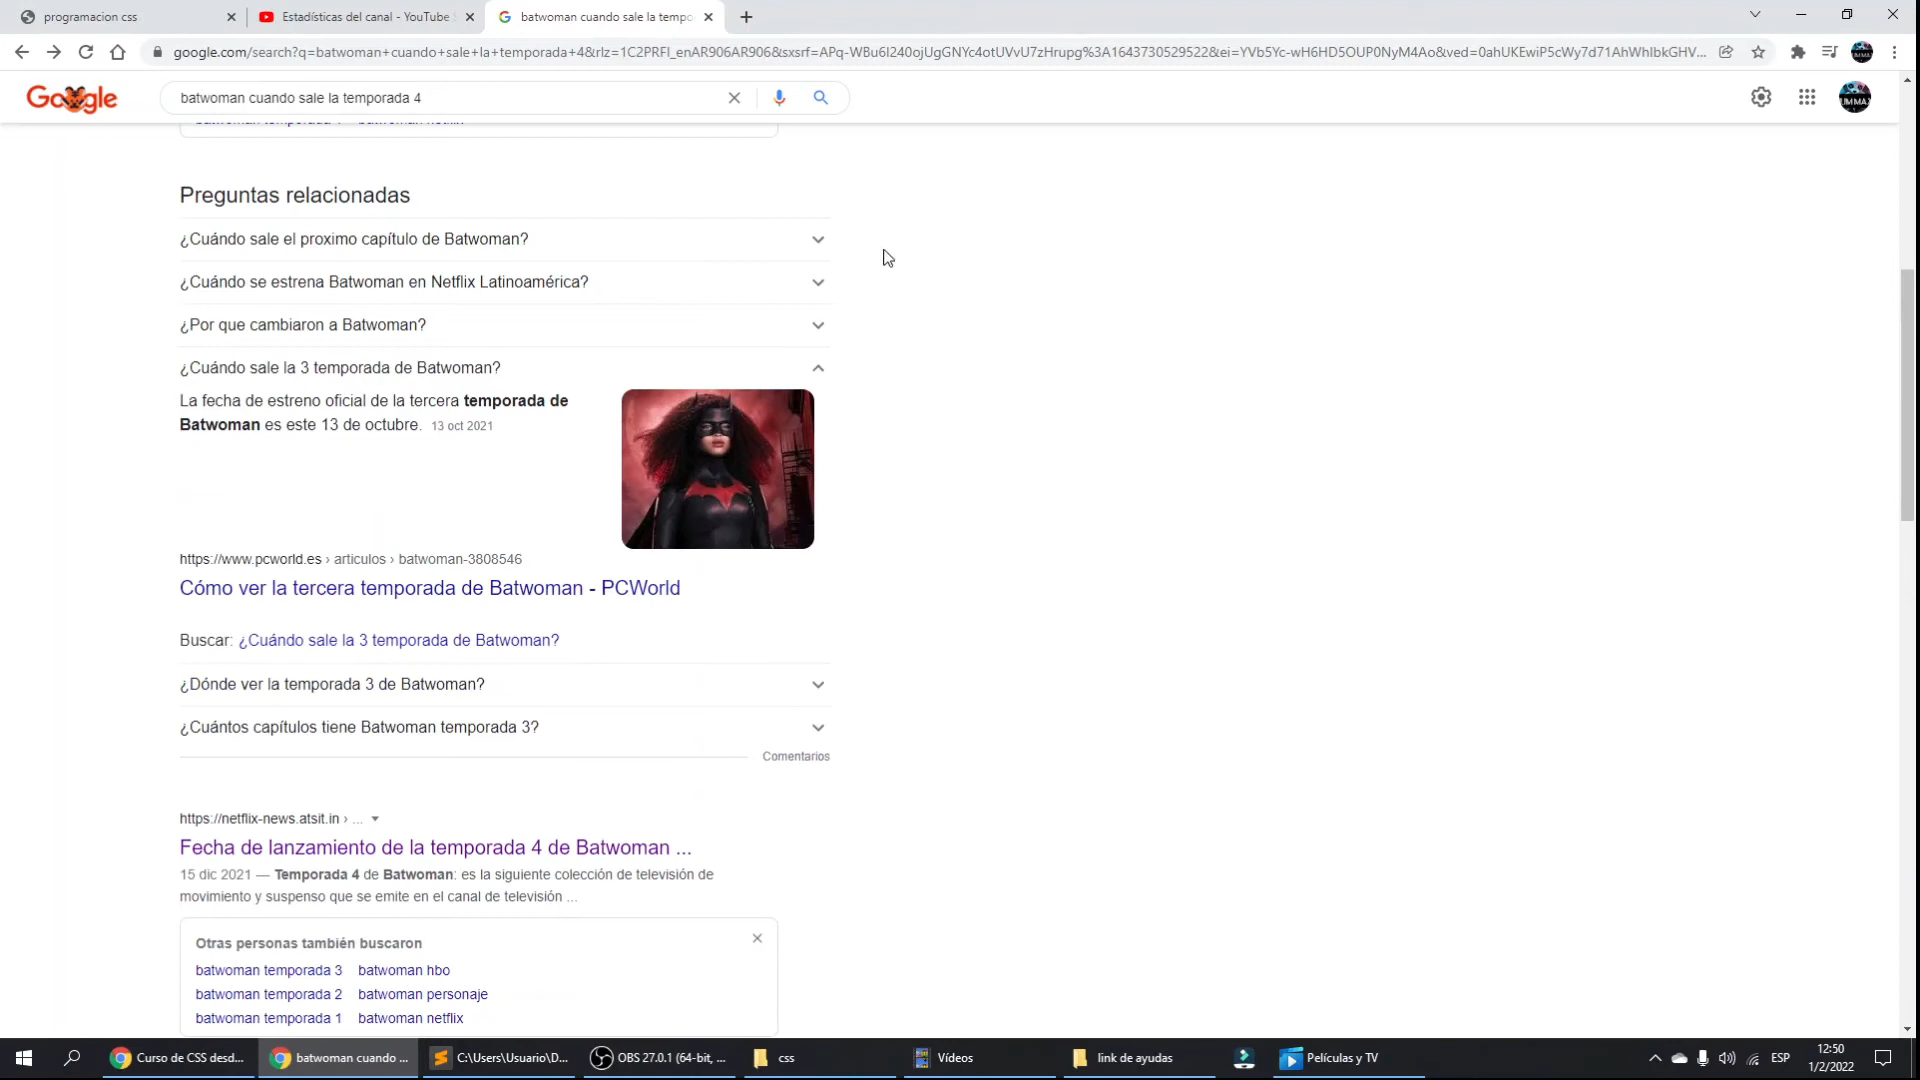 programacion css
Estadísticas del canal - YouTube S
batwoman cuando sale la tempo
google.com/search?q=batwoman+cuando+sale+la+temporada+4&rlz=1C2PRFI_enAR906AR906&sxsrf=APq-WBu6l240ojUgGNYc4otUVvU7zHrupg%3A1643730529522&ei=YVb5Yc-wH6HD5OUP0NyM4Ao&ved=0ahUKEwiP5cWy7d71AhWhIbkGHV...
Google
batwoman cuando sale la temporada 4
Preguntas relacionadas
¿Cuándo sale el proximo capítulo de Batwoman?
¿Cuándo se estrena Batwoman en Netflix Latinoamérica?
¿Por que cambiaron a Batwoman?
¿Cuándo sale la 3 temporada de Batwoman?
La fecha de estreno oficial de la tercera temporada de
Batwoman es este 13 de octubre. 13 oct 2021
https://www.pcworld.es › articulos › batwoman-3808546
Cómo ver la tercera temporada de Batwoman - PCWorld
Buscar: ¿Cuándo sale la 3 temporada de Batwoman?
¿Dónde ver la temporada 3 de Batwoman?
¿Cuántos capítulos tiene Batwoman temporada 3?
Comentarios
https://netflix-news.atsit.in › ...
Fecha de lanzamiento de la temporada 4 de Batwoman ...
15 dic 2021 — Temporada 4 de Batwoman: es la siguiente colección de televisión de
movimiento y suspenso que se emite en el canal de televisión ...
Otras personas también buscaron
batwoman temporada 3 batwoman hbo
batwoman temporada 2 batwoman personaje
batwoman temporada 1 batwoman netflix
Curso de CSS desd...
batwoman cuando ...
C:\Users\Usuario\D...
OBS 27.0.1 (64-bit, ...
css
Vídeos
link de ayudas
Películas y TV
ESP
12:50
1/2/2022